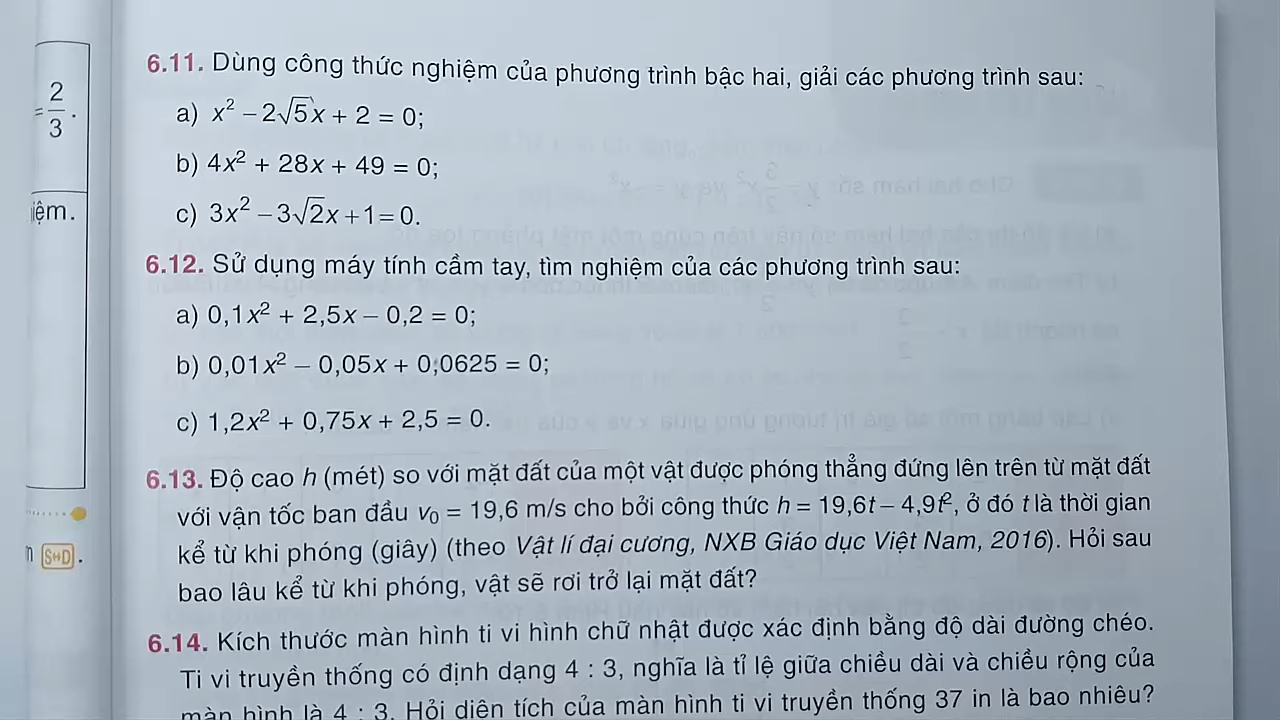 = 2/3.
iệm.
n S⇔D.
6.11. Dùng công thức nghiệm của phương trình bậc hai, giải các phương trình sau:
a) x² – 2√5x + 2 = 0;
b) 4x² + 28x + 49 = 0;
c) 3x² – 3√2x + 1 = 0.
6.12. Sử dụng máy tính cầm tay, tìm nghiệm của các phương trình sau:
a) 0,1x² + 2,5x – 0,2 = 0;
b) 0,01x² – 0,05x + 0,0625 = 0;
c) 1,2x² + 0,75x + 2,5 = 0.
6.13. Độ cao h (mét) so với mặt đất của một vật được phóng thẳng đứng lên trên từ mặt đất
với vận tốc ban đầu v₀ = 19,6 m/s cho bởi công thức h = 19,6t – 4,9t², ở đó t là thời gian
kể từ khi phóng (giây) (theo Vật lí đại cương, NXB Giáo dục Việt Nam, 2016). Hỏi sau
bao lâu kể từ khi phóng, vật sẽ rơi trở lại mặt đất?
6.14. Kích thước màn hình ti vi hình chữ nhật được xác định bằng độ dài đường chéo.
Ti vi truyền thống có định dạng 4 : 3, nghĩa là tỉ lệ giữa chiều dài và chiều rộng của
màn hình là 4 : 3. Hỏi diện tích của màn hình ti vi truyền thống 37 in là bao nhiêu?